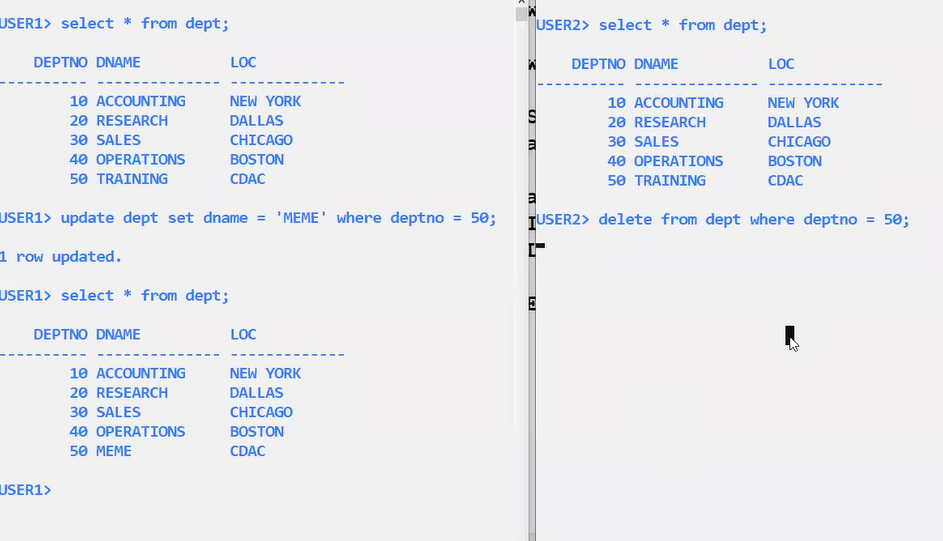 USER1> select * from dept;
DEPTNO DNAME LOC
---------- -------------- -------------
10 ACCOUNTING NEW YORK
20 RESEARCH DALLAS
30 SALES CHICAGO
40 OPERATIONS BOSTON
50 TRAINING CDAC
USER1> update dept set dname = 'MEME' where deptno = 50;
1 row updated.
USER1> select * from dept;
DEPTNO DNAME LOC
---------- -------------- -------------
10 ACCOUNTING NEW YORK
20 RESEARCH DALLAS
30 SALES CHICAGO
40 OPERATIONS BOSTON
50 MEME CDAC
USER1>
USER2> select * from dept;
DEPTNO DNAME LOC
---------- -------------- -------------
10 ACCOUNTING NEW YORK
20 RESEARCH DALLAS
30 SALES CHICAGO
40 OPERATIONS BOSTON
50 TRAINING CDAC
USER2> delete from dept where deptno = 50;